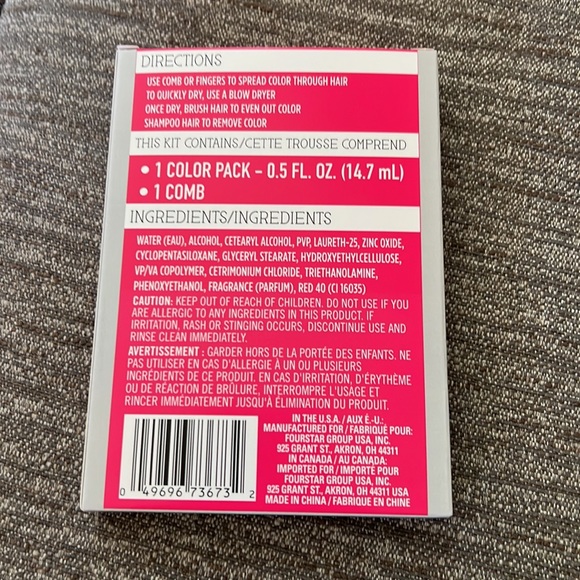 DIRECTIONS
USE COMB OR FINGERS TO SPREAD COLOR THROUGH HAIR
TO QUICKLY DRY, USE A BLOW DRYER
ONCE DRY, BRUSH HAIR TO EVEN OUT COLOR
SHAMPOO HAIR TO REMOVE COLOR
THIS KIT CONTAINS/CETTE TROUSSE COMPREND
• 1 COLOR PACK – 0.5 FL. OZ. (14.7 mL)
• 1 COMB
INGREDIENTS/INGREDIENTS
WATER (EAU), ALCOHOL, CETEARYL ALCOHOL, PVP, LAURETH-25, ZINC OXIDE,
CYCLOPENTASILOXANE, GLYCERYL STEARATE, HYDROXYETHYLCELLULOSE,
VP/VA COPOLYMER, CETRIMONIUM CHLORIDE, TRIETHANOLAMINE,
PHENOXYETHANOL, FRAGRANCE (PARFUM), RED 40 (CI 16035)
CAUTION: KEEP OUT OF REACH OF CHILDREN. DO NOT USE IF YOU
ARE ALLERGIC TO ANY INGREDIENTS IN THIS PRODUCT. IF
IRRITATION, RASH OR STINGING OCCURS, DISCONTINUE USE AND
RINSE CLEAN IMMEDIATELY.
AVERTISSEMENT : GARDER HORS DE LA PORTÉE DES ENFANTS. NE
PAS UTILISER EN CAS D'ALLERGIE À UN OU PLUSIEURS
INGRÉDIENTS DE CE PRODUIT. EN CAS D'IRRITATION, D'ÉRYTHÈME
OU DE RÉACTION DE BRÛLURE, INTERROMPRE L'USAGE ET
RINCER IMMÉDIATEMENT JUSQU'À ÉLIMINATION DU PRODUIT.
IN THE U.S.A. / AUX É.-U.:
MANUFACTURED FOR / FABRIQUÉ POUR:
FOURSTAR GROUP USA, INC.
925 GRANT ST., AKRON, OH 44311
IN CANADA / AU CANADA:
IMPORTED FOR / IMPORTÉ POUR
FOURSTAR GROUP USA, INC.
925 GRANT ST., AKRON, OH 44311 USA
MADE IN CHINA / FABRIQUÉ EN CHINE
0 49696 73673 2